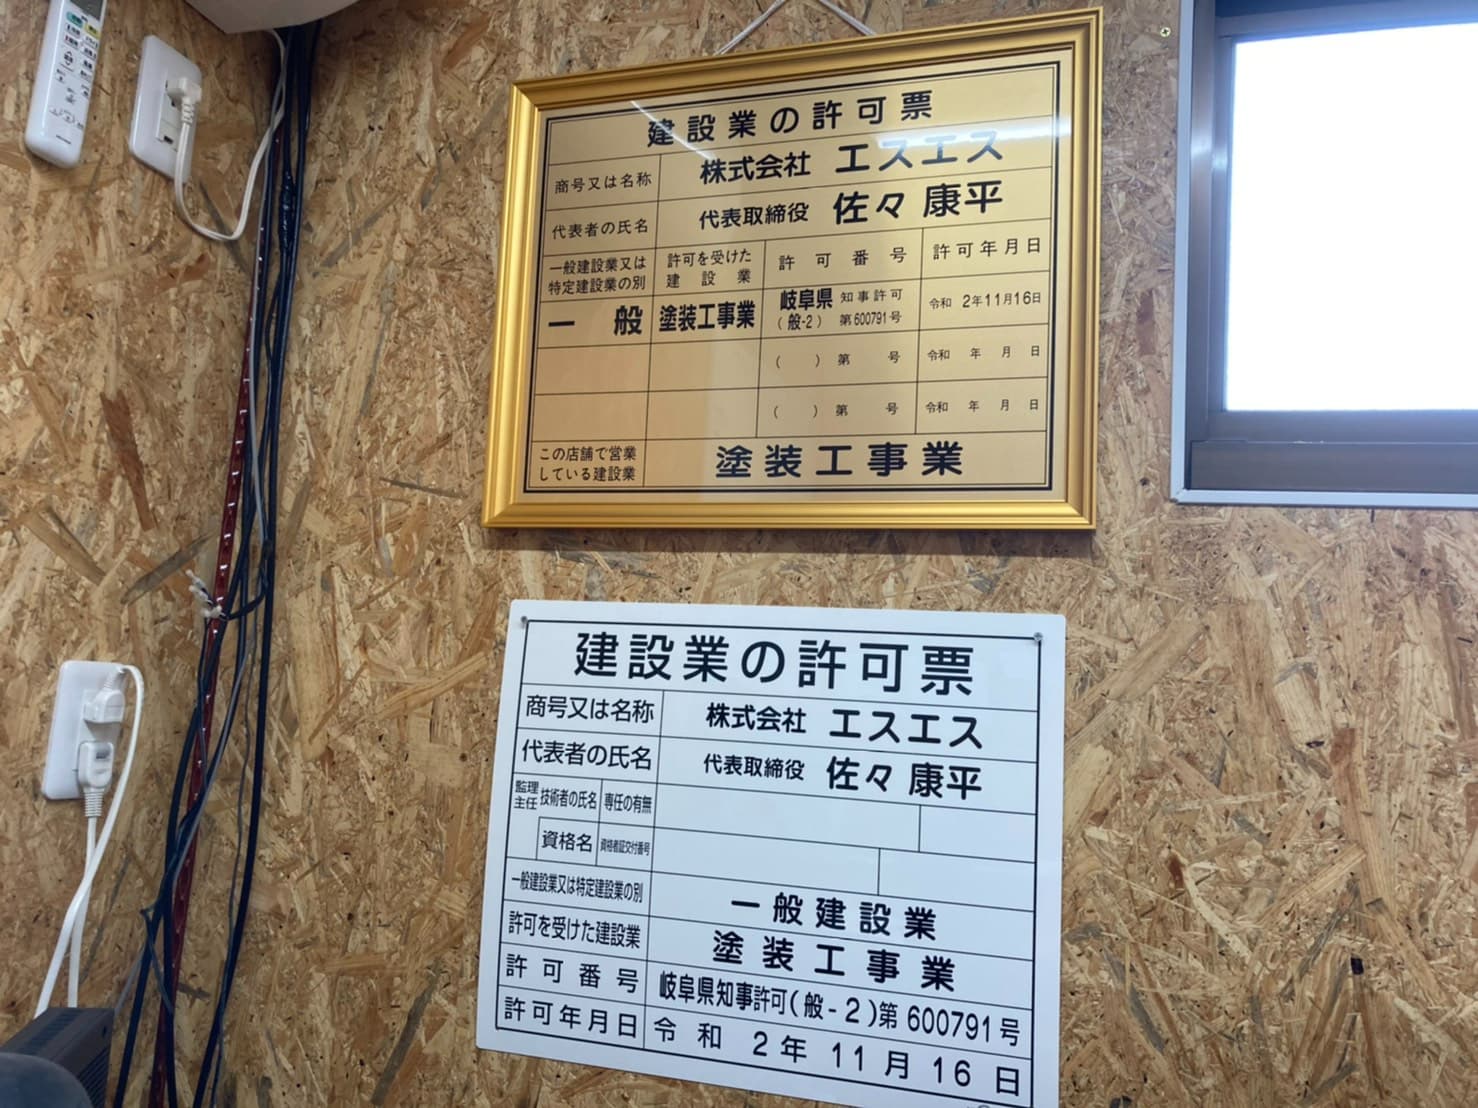 建設業の許可票
商号又は名称 株式会社 エスエス
代表者の氏名 代表取締役 佐々 康平
一般建設業又は特定建設業の別 許可を受けた建設業 許可番号 許可年月日
一般 塗装工事業 岐阜県知事許可(般-2)第600791号 令和 2年11月16日
( )第 号 令和 年 月 日
( )第 号 令和 年 月 日
この店舗で営業している建設業 塗装工事業
建設業の許可票
商号又は名称 株式会社 エスエス
代表者の氏名 代表取締役 佐々 康平
監理主任技術者の氏名 専任の有無
資格名 資格者証交付番号
一般建設業又は特定建設業の別 一般建設業
許可を受けた建設業 塗装工事業
許可番号 岐阜県知事許可(般-2)第600791号
許可年月日 令和 2年 11月 16日